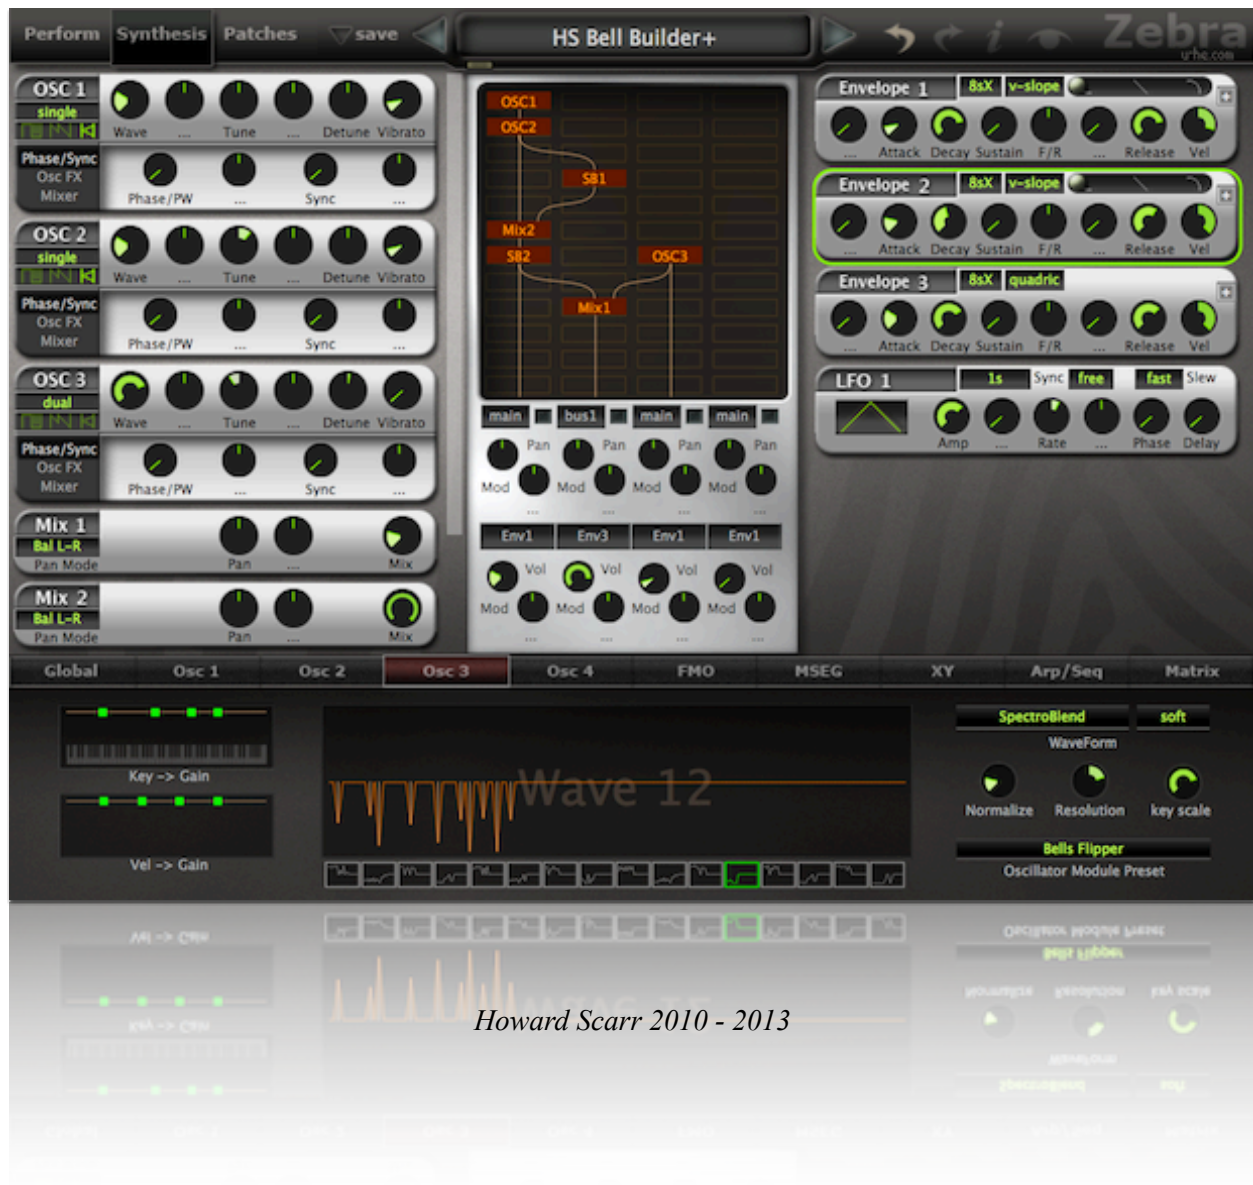 Perform Synthesis Patches save HS Bell Builder+ i Zebra
u-he.com
OSC 1
single
Wave ... Tune ... Detune Vibrato
Phase/Sync
Osc FX
Mixer
Phase/PW ... Sync ...
OSC 2
single
Wave ... Tune ... Detune Vibrato
Phase/Sync
Osc FX
Mixer
Phase/PW ... Sync ...
OSC 3
dual
Wave ... Tune ... Detune Vibrato
Phase/Sync
Osc FX
Mixer
Phase/PW ... Sync ...
Mix 1
Bal L-R
Pan Mode
Pan ... Mix
Mix 2
Bal L-R
Pan Mode
Pan ... Mix
OSC1
OSC2
SB1
Mix2
SB2 OSC3
Mix1
main bus1 main main
Pan Pan Pan Pan
Mod Mod Mod Mod
... ... ... ...
Env1 Env3 Env1 Env1
Vol Vol Vol Vol
Mod Mod Mod Mod
... ... ... ...
Envelope 1 8sX v-slope +
... Attack Decay Sustain F/R ... Release Vel
Envelope 2 8sX v-slope +
... Attack Decay Sustain F/R ... Release Vel
Envelope 3 8sX quadric +
... Attack Decay Sustain F/R ... Release Vel
LFO 1 1s Sync free fast Slew
Amp ... Rate ... Phase Delay
Global Osc 1 Osc 2 Osc 3 Osc 4 FMO MSEG XY Arp/Seq Matrix
Key -> Gain
Vel -> Gain
Wave 12
SpectroBlend soft
WaveForm
Normalize Resolution key scale
Bells Flipper
Oscillator Module Preset
Howard Scarr 2010 - 2013